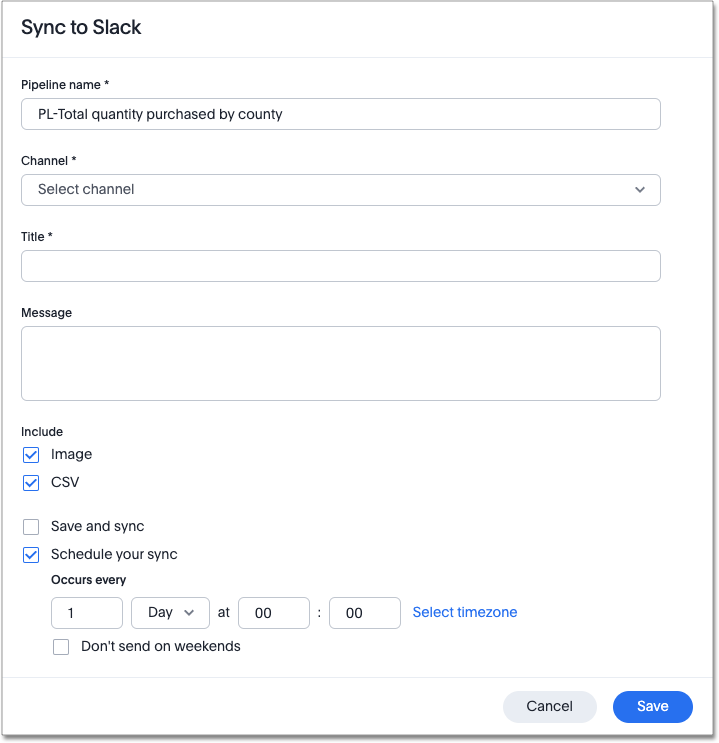 Sync to Slack
Pipeline name *
PL-Total quantity purchased by county
Channel *
Select channel
Title *
Message
Include
Image
CSV
Save and sync
Schedule your sync
Occurs every
1 Day at 00 : 00 Select timezone
Don't send on weekends
Cancel Save